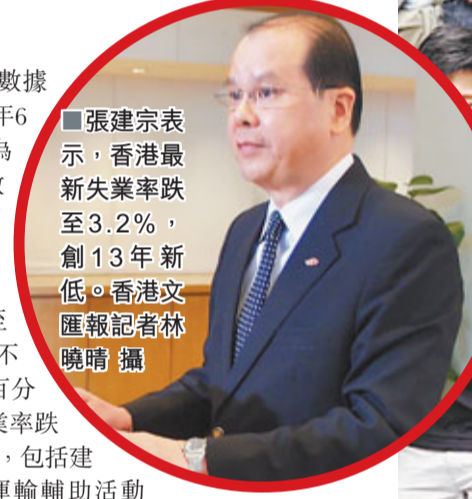 數據
年6
為
■張建宗表
示，香港最
新失業率跌
至3.2%，
創13年新
低。香港文
匯報記者林
曉晴 攝
至
不
百分
業率跌
，包括建
運輸輔助活動